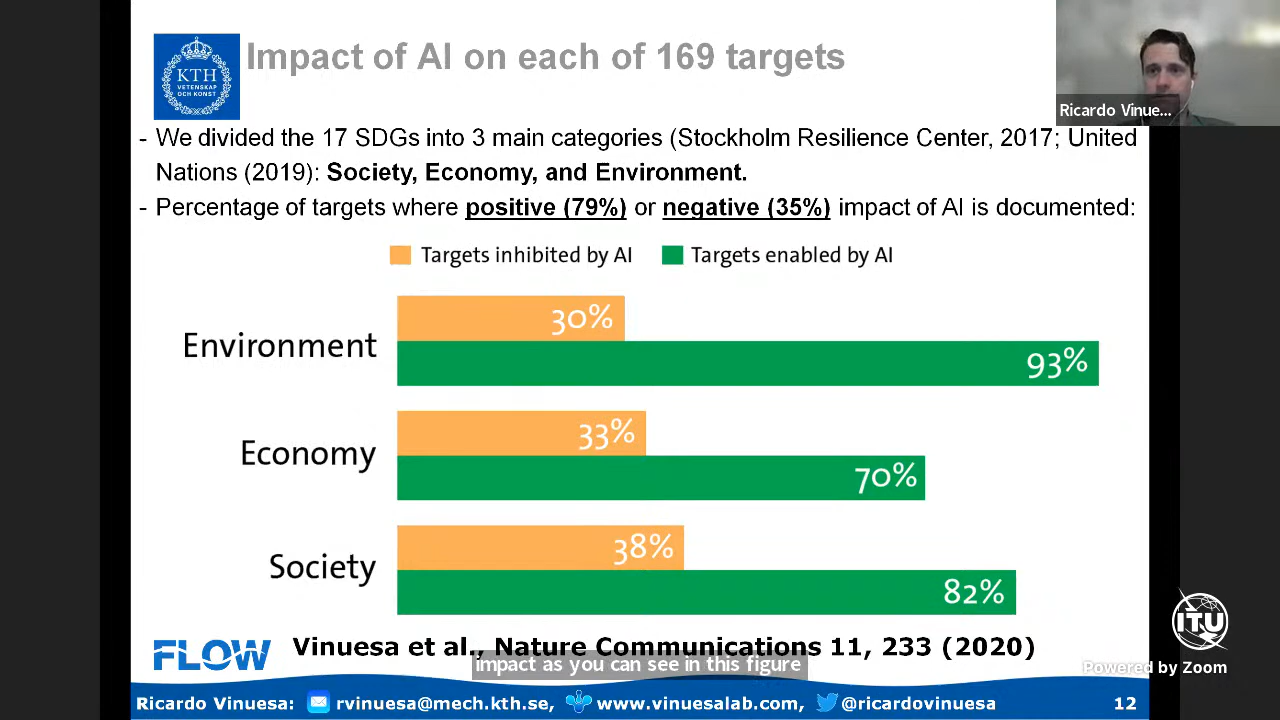 KTH
VETENSKAP
OCH KONST
Impact of AI on each of 169 targets
Ricardo Vinue...
- We divided the 17 SDGs into 3 main categories (Stockholm Resilience Center, 2017; United
Nations (2019): Society, Economy, and Environment.
- Percentage of targets where positive (79%) or negative (35%) impact of AI is documented:
Targets inhibited by AI
Targets enabled by AI
Environment
30%
93%
Economy
33%
70%
Society
38%
82%
FLOW
Vinuesa et al., Nature Communications 11, 233 (2020)
impact as you can see in this figure
ITU
Powered by Zoom
Ricardo Vinuesa: rvinuesa@mech.kth.se, www.vinuesalab.com, @ricardovinuesa 12